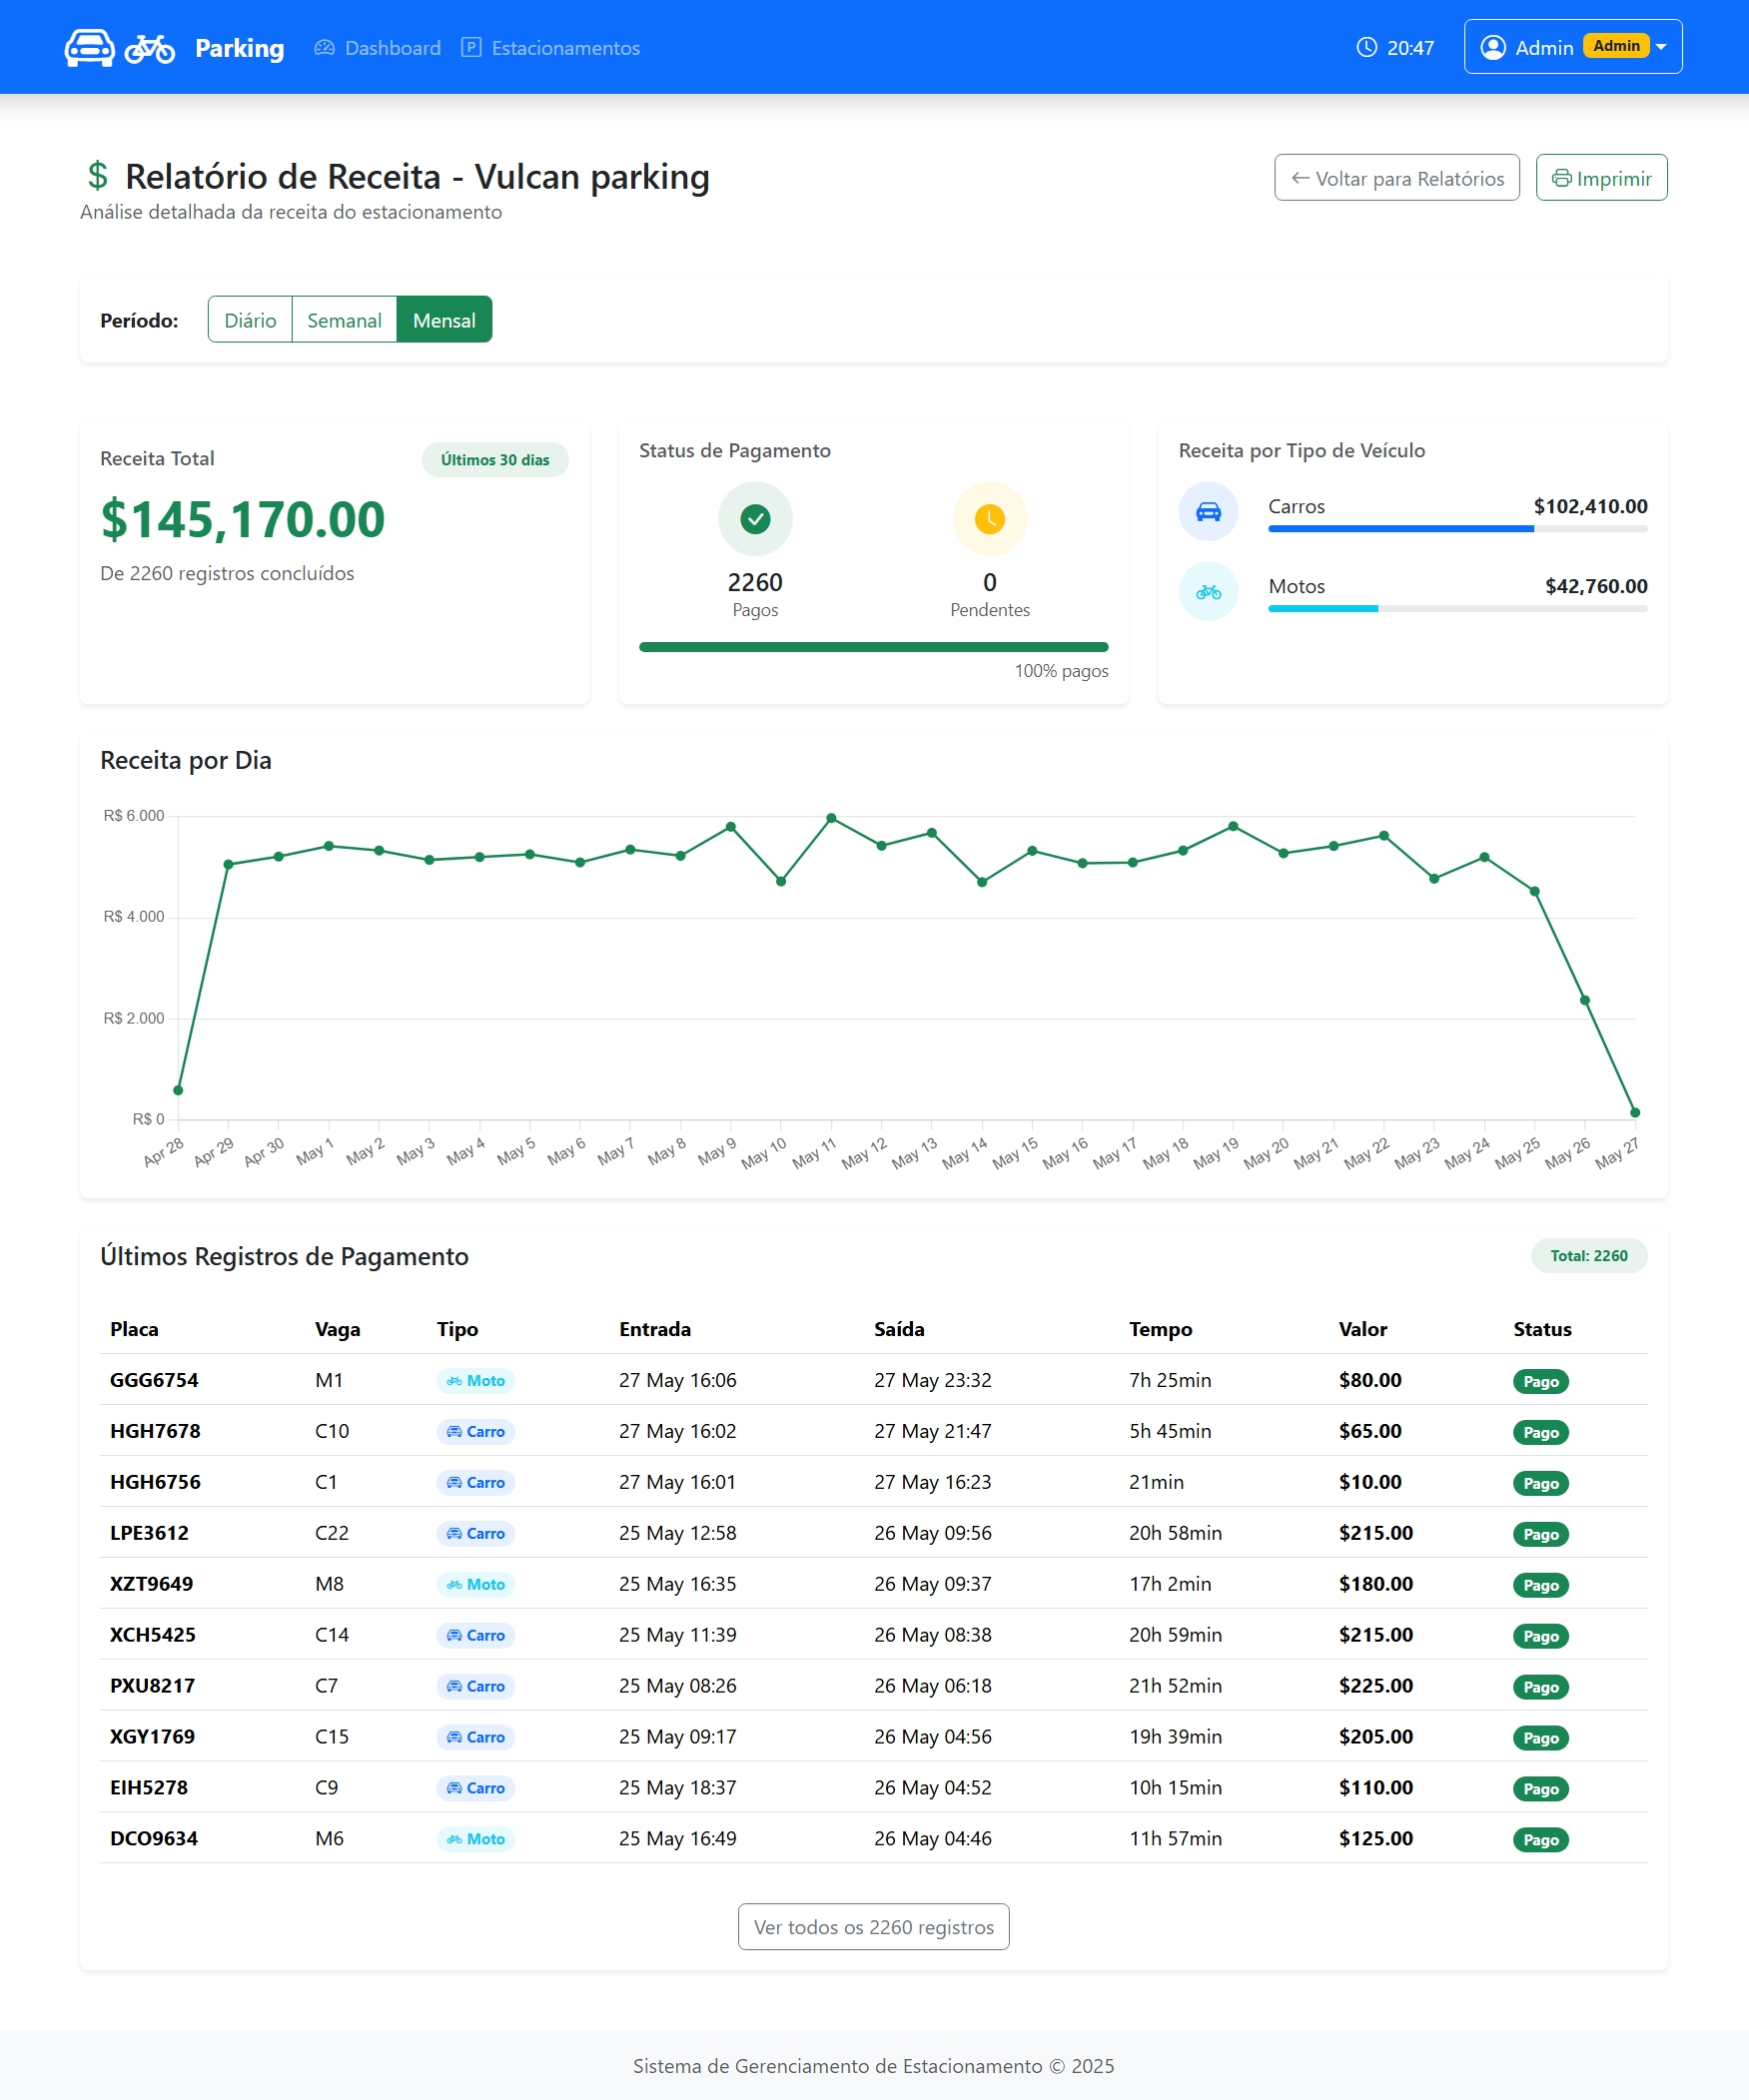 Parking Dashboard Estacionamentos 20:47 Admin Admin
$ Relatório de Receita - Vulcan parking
Análise detalhada da receita do estacionamento
← Voltar para Relatórios Imprimir
Período: Diário Semanal Mensal
Receita Total Últimos 30 dias
$145,170.00
De 2260 registros concluídos
Status de Pagamento
2260 0
Pagos Pendentes
100% pagos
Receita por Tipo de Veículo
Carros $102,410.00
Motos $42,760.00
Receita por Dia
R$ 6.000
R$ 4.000
R$ 2.000
R$ 0
Apr 28 Apr 29 Apr 30 May 1 May 2 May 3 May 4 May 5 May 6 May 7 May 8 May 9 May 10 May 11 May 12 May 13 May 14 May 15 May 16 May 17 May 18 May 19 May 20 May 21 May 22 May 23 May 24 May 25 May 26 May 27
Últimos Registros de Pagamento Total: 2260
Placa Vaga Tipo Entrada Saída Tempo Valor Status
GGG6754 M1 Moto 27 May 16:06 27 May 23:32 7h 25min $80.00 Pago
HGH7678 C10 Carro 27 May 16:02 27 May 21:47 5h 45min $65.00 Pago
HGH6756 C1 Carro 27 May 16:01 27 May 16:23 21min $10.00 Pago
LPE3612 C22 Carro 25 May 12:58 26 May 09:56 20h 58min $215.00 Pago
XZT9649 M8 Moto 25 May 16:35 26 May 09:37 17h 2min $180.00 Pago
XCH5425 C14 Carro 25 May 11:39 26 May 08:38 20h 59min $215.00 Pago
PXU8217 C7 Carro 25 May 08:26 26 May 06:18 21h 52min $225.00 Pago
XGY1769 C15 Carro 25 May 09:17 26 May 04:56 19h 39min $205.00 Pago
EIH5278 C9 Carro 25 May 18:37 26 May 04:52 10h 15min $110.00 Pago
DCO9634 M6 Moto 25 May 16:49 26 May 04:46 11h 57min $125.00 Pago
Ver todos os 2260 registros
Sistema de Gerenciamento de Estacionamento © 2025